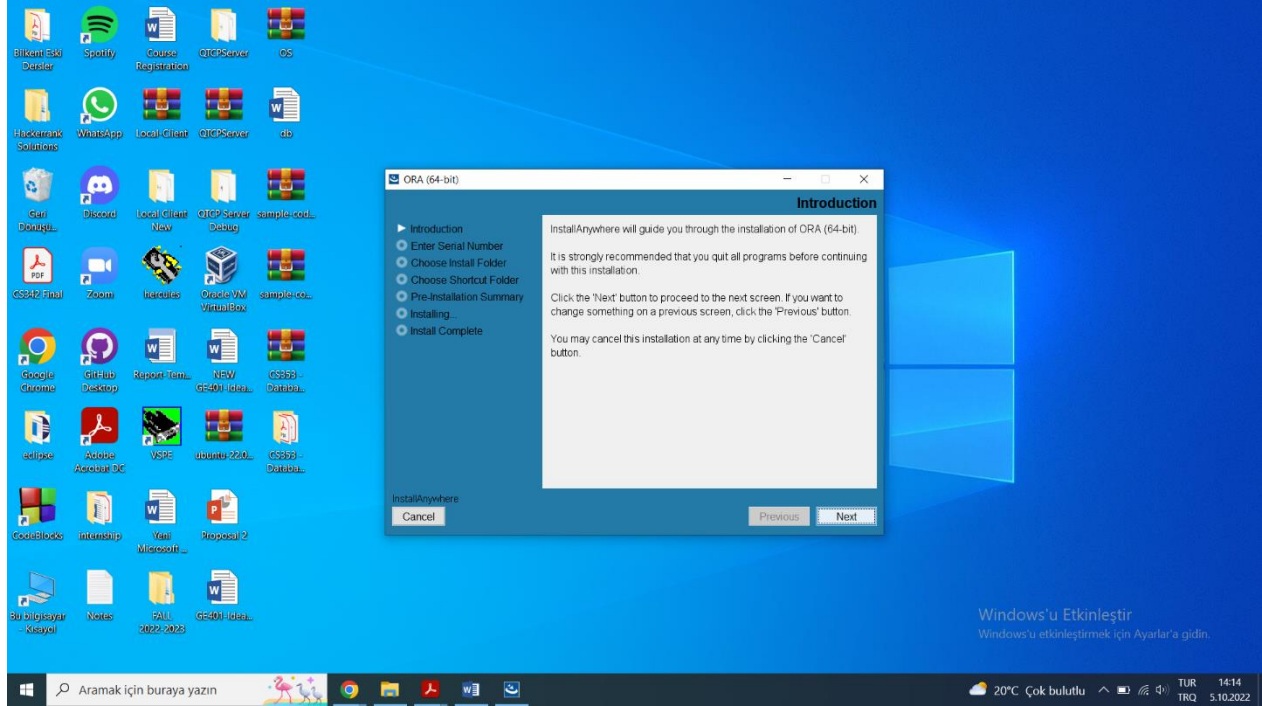 Bilkent Eski
Dersler
Spotify
Course
Registration
QTCPServer
OS
Hackerrank
Solutions
WhatsApp
Local-Client
QTCPServer
db
Geri
Dönüşü...
Discord
Local Client
New
QTCP Server
Debug
sample-cod...
CS342 Final
Zoom
hercules
Oracle VM
VirtualBox
sample-co...
Google
Chrome
GitHub
Desktop
Report-Tem...
NEW
GE401-Idea...
CS353 -
Databa...
eclipse
Adobe
Acrobat DC
VSPE
ubuntu-22.0...
CS353 -
Databa...
CodeBlocks
internship
Yeni
Microsoft ...
Proposal 2
Bu bilgisayar
- Kısayol
Notes
FALL
2022-2023
GE401-Idea...
ORA (64-bit)
Introduction
Introduction
Enter Serial Number
Choose Install Folder
Choose Shortcut Folder
Pre-Installation Summary
Installing...
Install Complete
InstallAnywhere will guide you through the installation of ORA (64-bit).
It is strongly recommended that you quit all programs before continuing
with this installation.
Click the 'Next' button to proceed to the next screen. If you want to
change something on a previous screen, click the 'Previous' button.
You may cancel this installation at any time by clicking the 'Cancel'
button.
InstallAnywhere
Cancel
Previous
Next
Windows'u Etkinleştir
Windows'u etkinleştirmek için Ayarlar'a gidin.
Aramak için buraya yazın
20°C Çok bulutlu
TUR
TRQ
14:14
5.10.2022